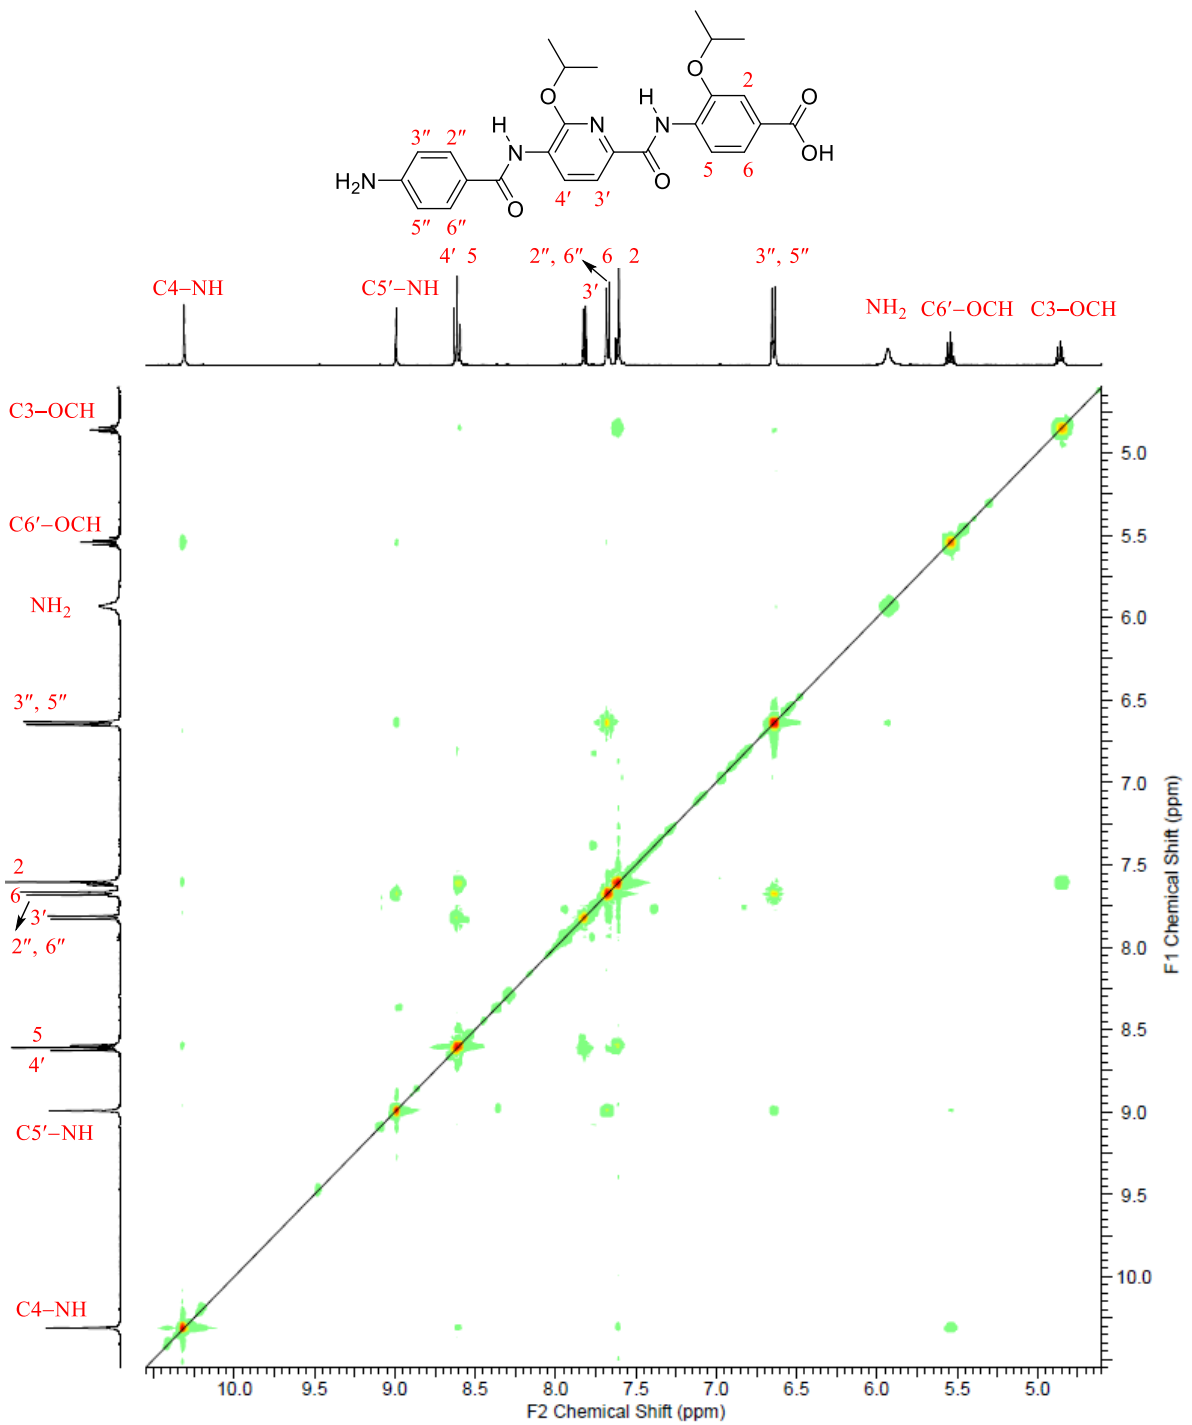 O
O
2
H
N
H
N
O
N
OH
3″ 2″
H₂N
5″ 6″
O
4′ 3′
O
5 6
C4–NH
C5′–NH
4′ 5
2″, 6″ 6 2
3′
3″, 5″
NH₂
C6′–OCH
C3–OCH
C3–OCH
C6′–OCH
NH₂
3″, 5″
2
6
3′
2″, 6″
5
4′
C5′–NH
C4–NH
5.0
5.5
6.0
6.5
7.0
7.5
8.0
8.5
9.0
9.5
10.0
F1 Chemical Shift (ppm)
10.0 9.5 9.0 8.5 8.0 7.5 7.0 6.5 6.0 5.5 5.0
F2 Chemical Shift (ppm)